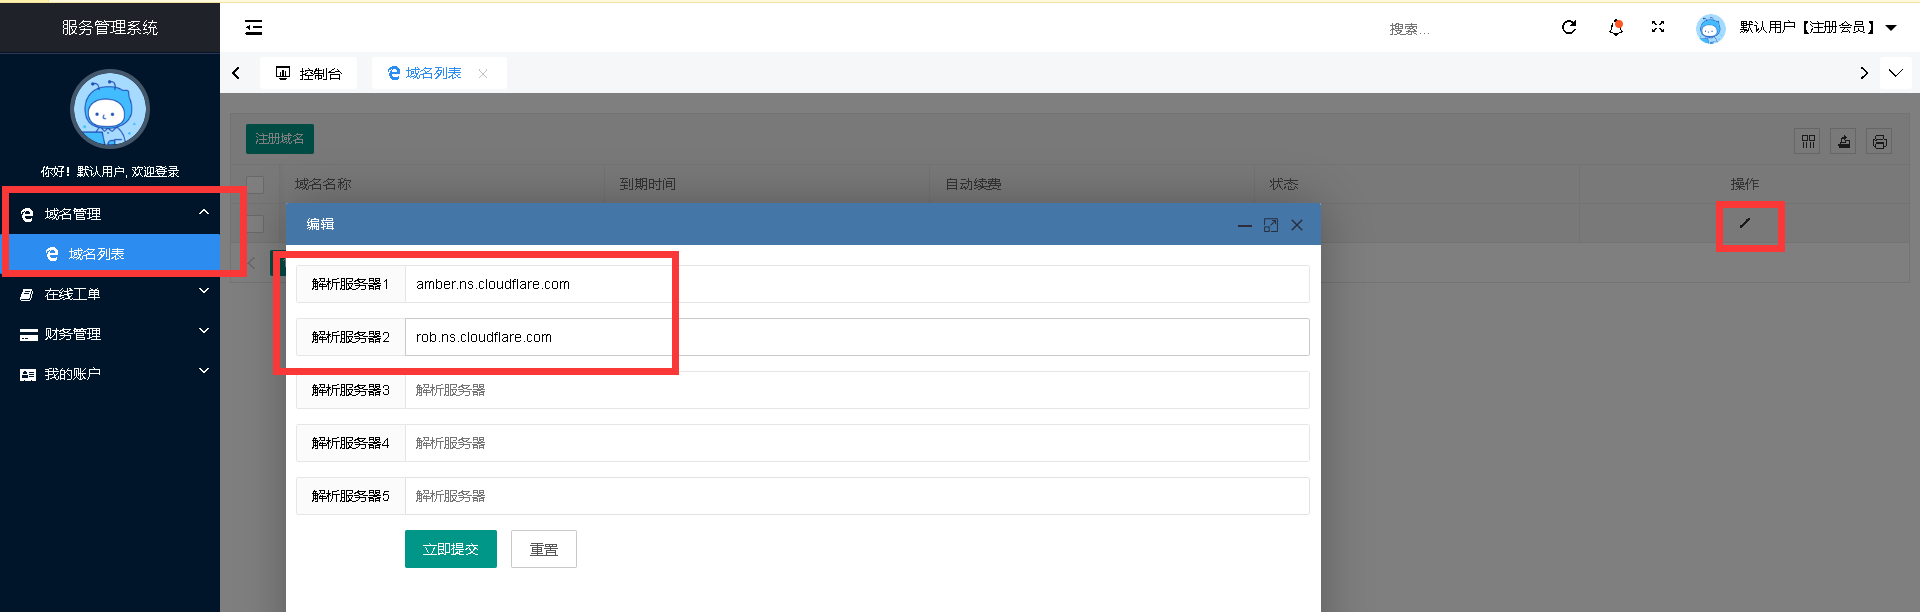 服务管理系统
搜索...
默认用户【注册会员】
控制台
域名列表
你好！默认用户, 欢迎登录
域名管理
域名列表
在线工单
财务管理
我的账户
注册域名
域名名称
到期时间
自动续费
状态
操作
编辑
解析服务器1
amber.ns.cloudflare.com
解析服务器2
rob.ns.cloudflare.com
解析服务器3
解析服务器
解析服务器4
解析服务器
解析服务器5
解析服务器
立即提交
重置